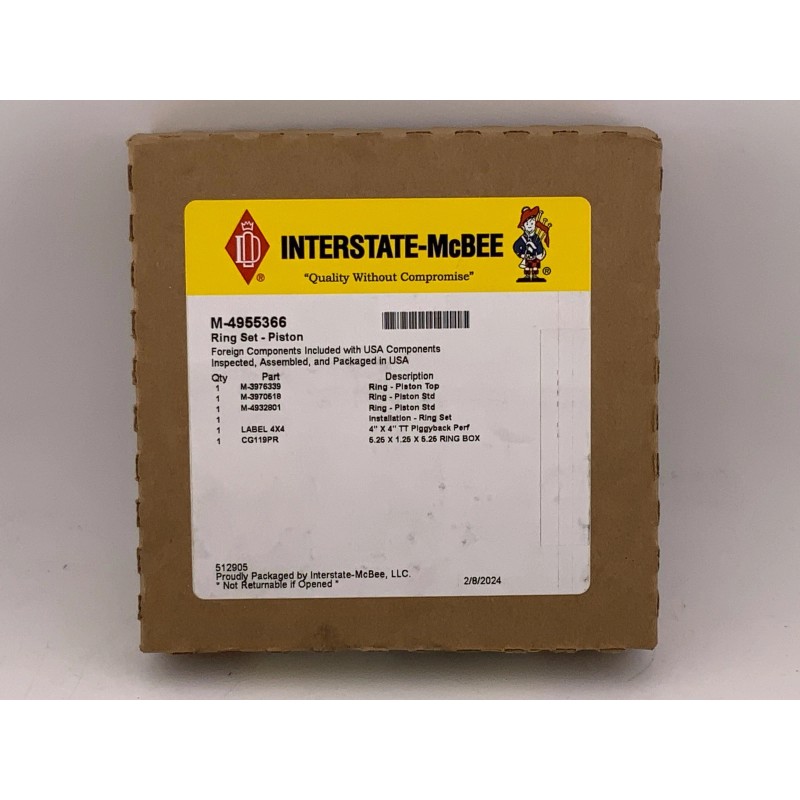 INTERSTATE-McBEE
®
®
"Quality Without Compromise"
M-4955366
Ring Set - Piston
Foreign Components Included with USA Components
Inspected, Assembled, and Packaged in USA
Qty Part Description
1 M-3976339 Ring - Piston Top
1 M-3970518 Ring - Piston Std
1 M-4932801 Ring - Piston Std
1 Installation - Ring Set
1 LABEL 4X4 4" X 4" TT Piggyback Perf
1 CG119PR 5.25 X 1.25 X 5.25 RING BOX
512905
Proudly Packaged by Interstate-McBee, LLC.
* Not Returnable if Opened *
2/8/2024